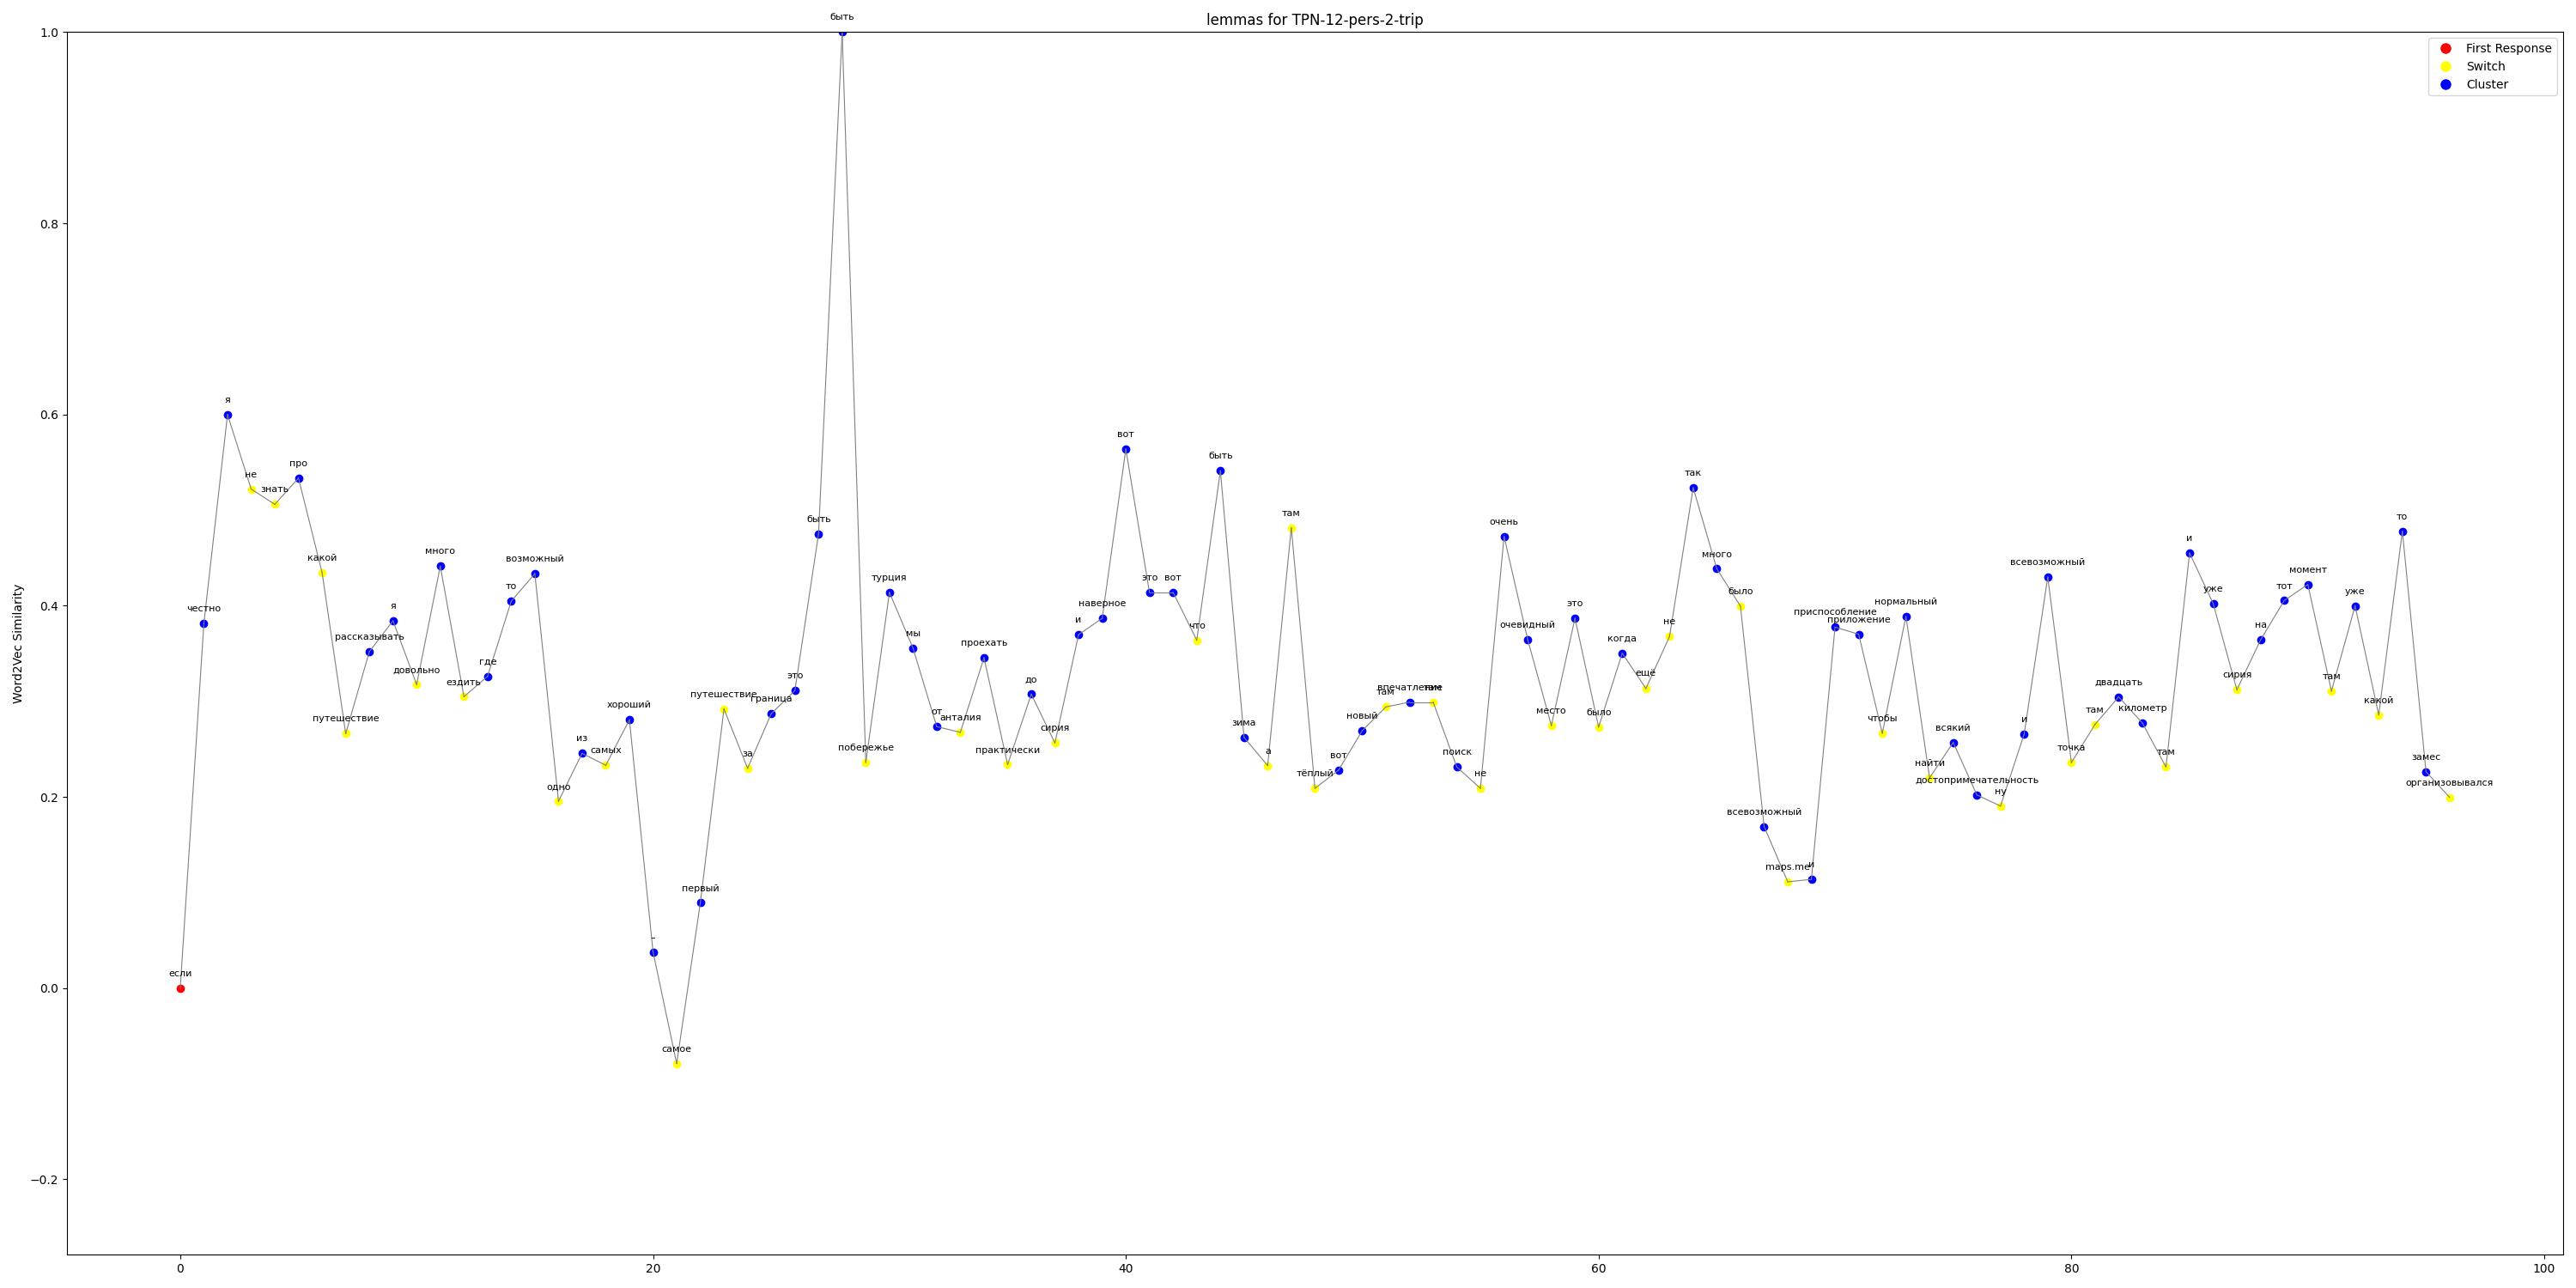 lemmas for TPN-12-pers-2-trip
First Response
Switch
Cluster
Word2Vec Similarity
1.0
0.8
0.6
0.4
0.2
0.0
−0.2
0
20
40
60
80
100
если
честно
я
не
знать
про
какой
путешествие
рассказывать
я
довольно
много
ездить
где
то
возможный
одно
из
самых
хороший
–
самое
первый
путешествие
за
граница
это
быть
быть
побережье
турция
мы
от
анталия
проехать
практически
до
сирия
и
наверное
вот
это
вот
что
быть
зима
а
там
тёплый
вот
новый
там
впечатление
там
поиск
не
очень
очевидный
место
это
было
когда
ещё
не
так
много
было
всевозможный
maps.me
и
приспособление
приложение
чтобы
нормальный
найти
всякий
достопримечательность
ну
и
всевозможный
точка
там
двадцать
километр
там
и
уже
сирия
на
тот
момент
там
уже
какой
то
замес
организовывался